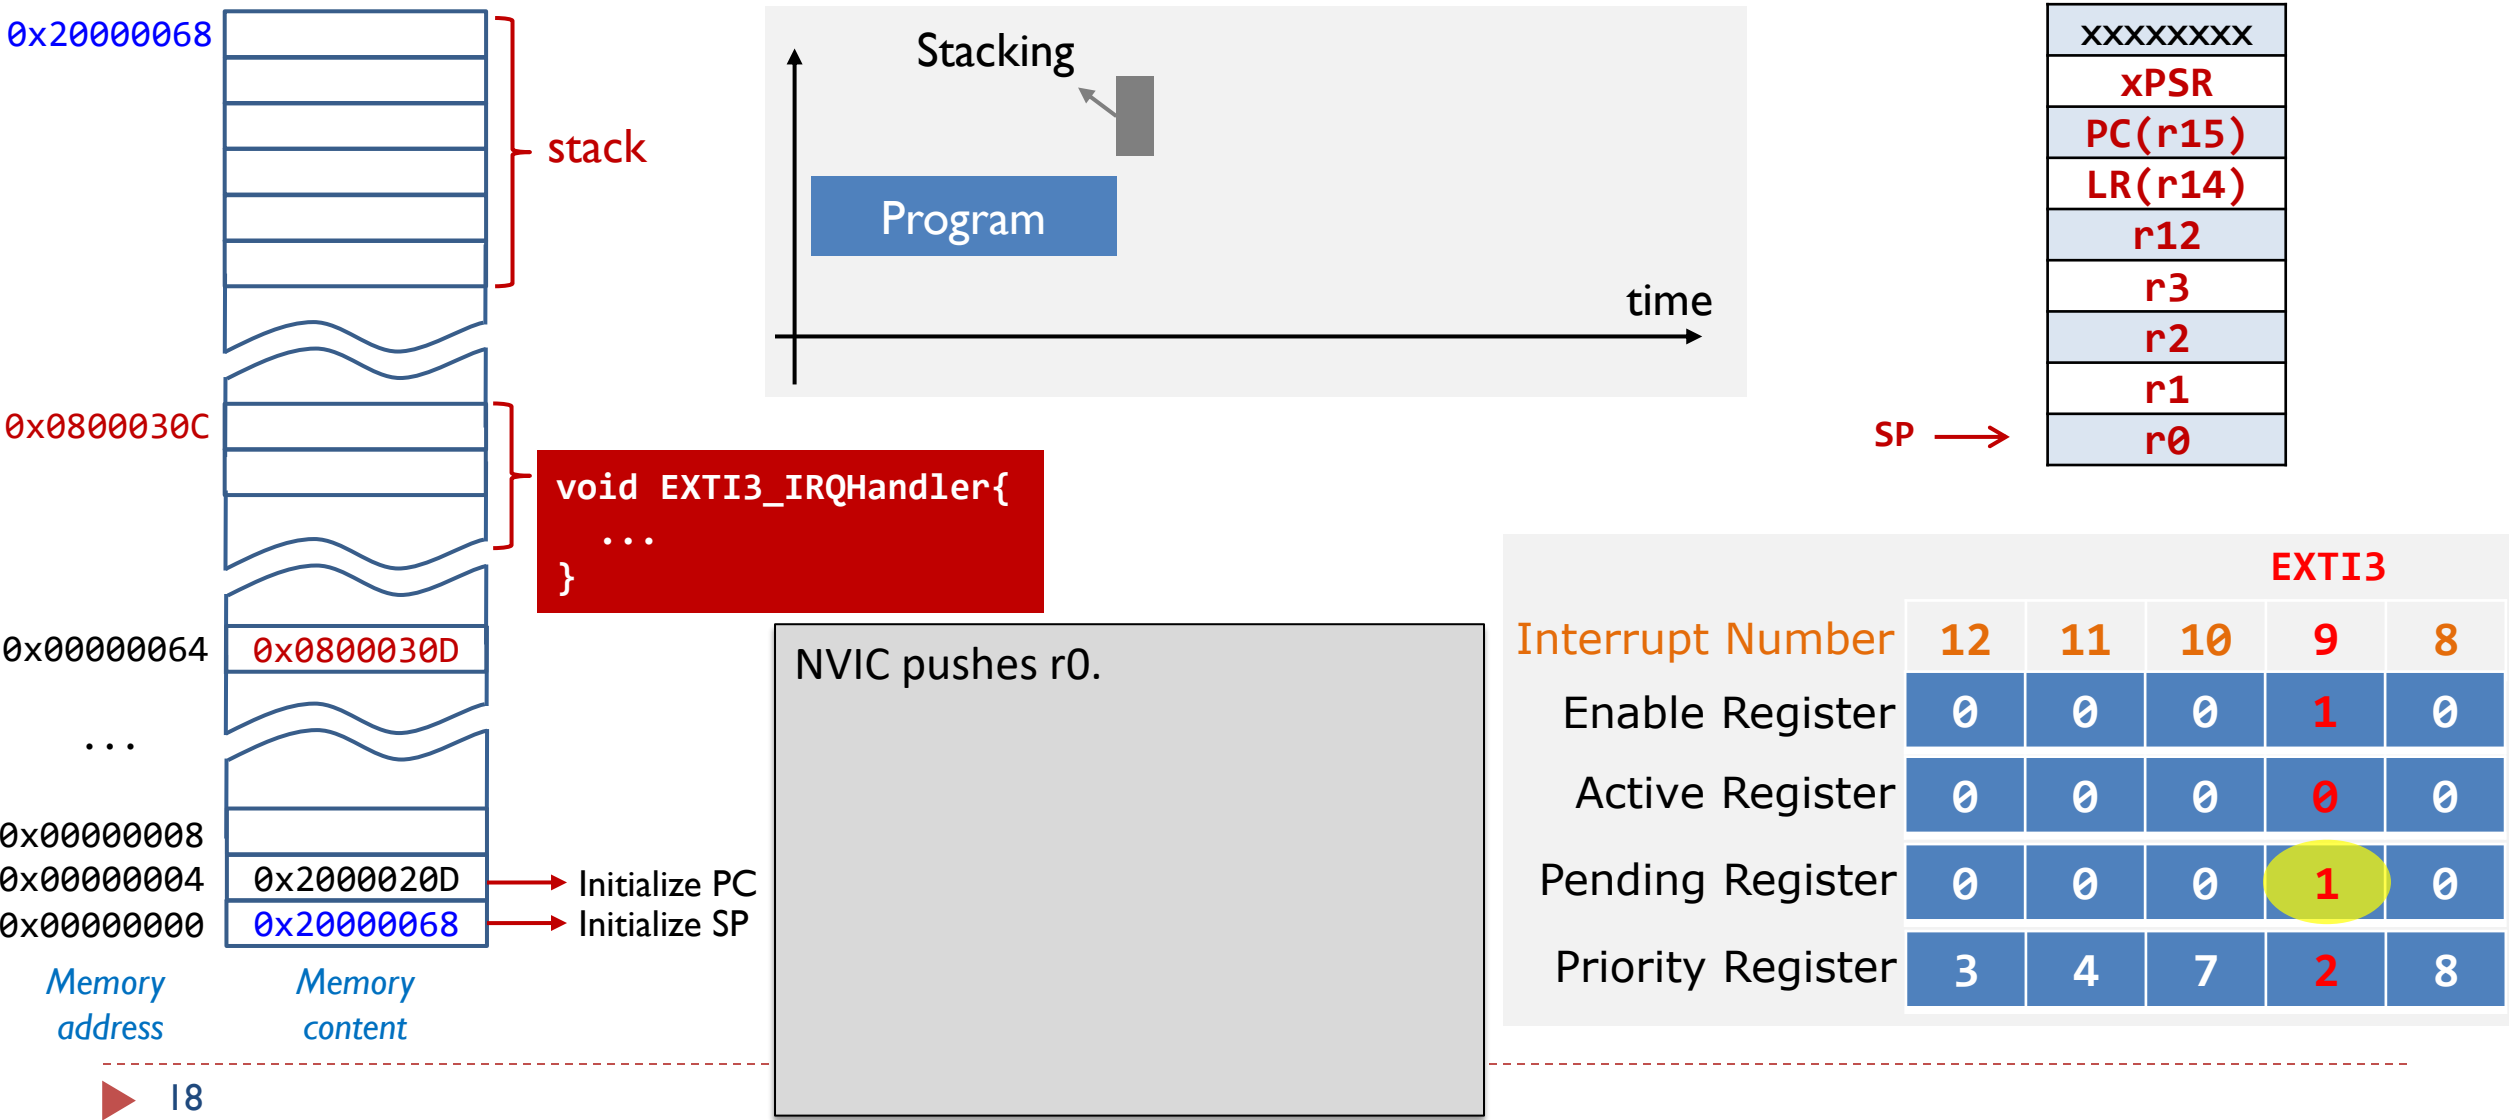 0x20000068
stack
0x0800030C
void EXTI3_IRQHandler{
...
}
0x00000064 0x0800030D
...
0x00000008
0x00000004 0x2000020D Initialize PC
0x00000000 0x20000068 Initialize SP
Memory address
Memory content
Stacking
Program
time
xxxxxxxx
xPSR
PC(r15)
LR(r14)
r12
r3
r2
r1
SP r0
NVIC pushes r0.
EXTI3
Interrupt Number 12 11 10 9 8
Enable Register 0 0 0 1 0
Active Register 0 0 0 0 0
Pending Register 0 0 0 1 0
Priority Register 3 4 7 2 8
18